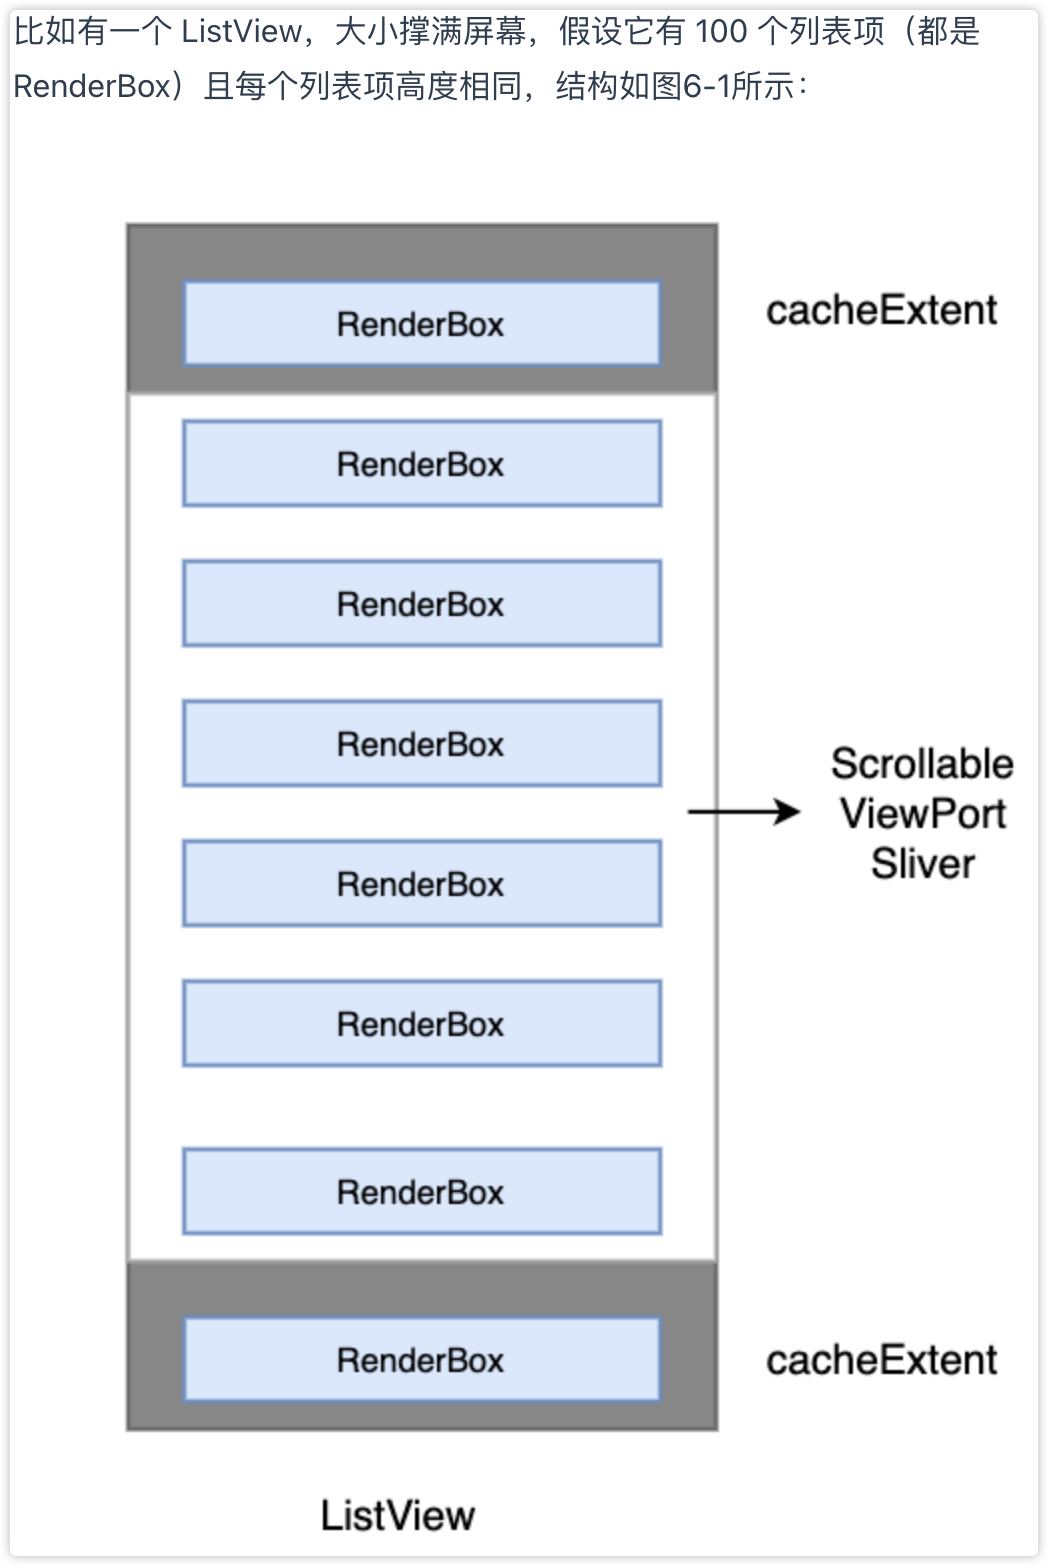 比如有一个 ListView，大小撑满屏幕，假设它有 100 个列表项（都是
RenderBox）且每个列表项高度相同，结构如图6-1所示：
RenderBox
cacheExtent
RenderBox
RenderBox
RenderBox
Scrollable
ViewPort
Sliver
RenderBox
RenderBox
RenderBox
RenderBox
cacheExtent
ListView